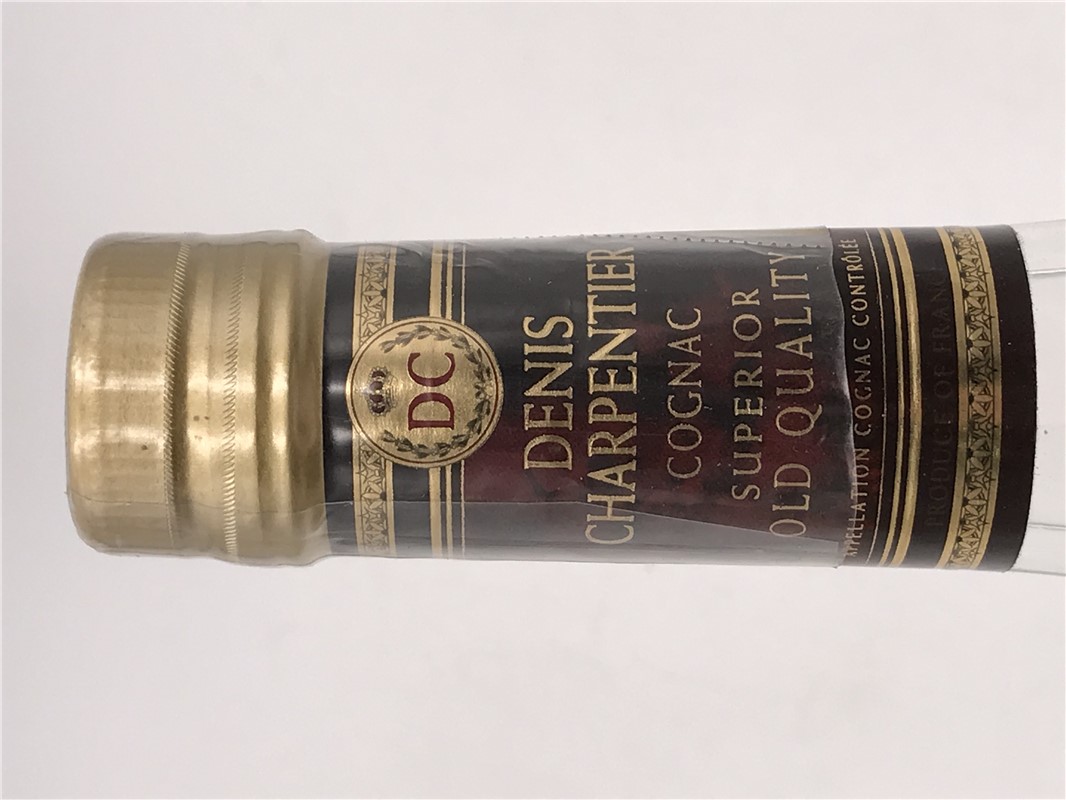 DC
DENIS
CHARPENTIER
COGNAC
SUPERIOR
OLD QUALITY
APPELLATION COGNAC CONTRÔLÉE
PRODUCE OF FRANCE